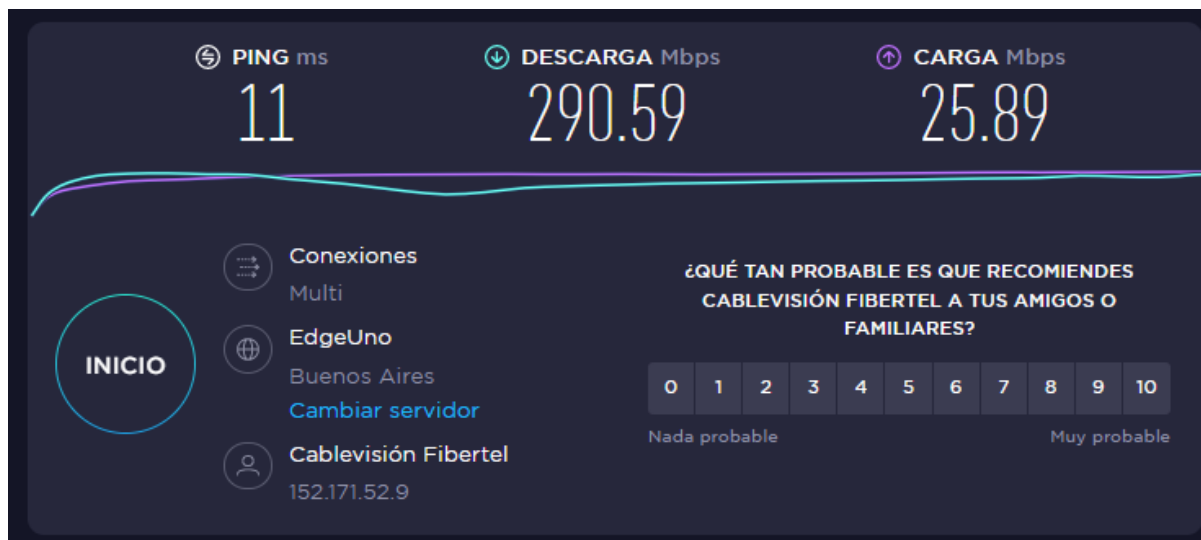 PING ms
11
DESCARGA Mbps
290.59
CARGA Mbps
25.89
INICIO
Conexiones
Multi
EdgeUno
Buenos Aires
Cambiar servidor
Cablevisión Fibertel
152.171.52.9
¿QUÉ TAN PROBABLE ES QUE RECOMIENDES
CABLEVISIÓN FIBERTEL A TUS AMIGOS O
FAMILIARES?
0 1 2 3 4 5 6 7 8 9 10
Nada probable
Muy probable